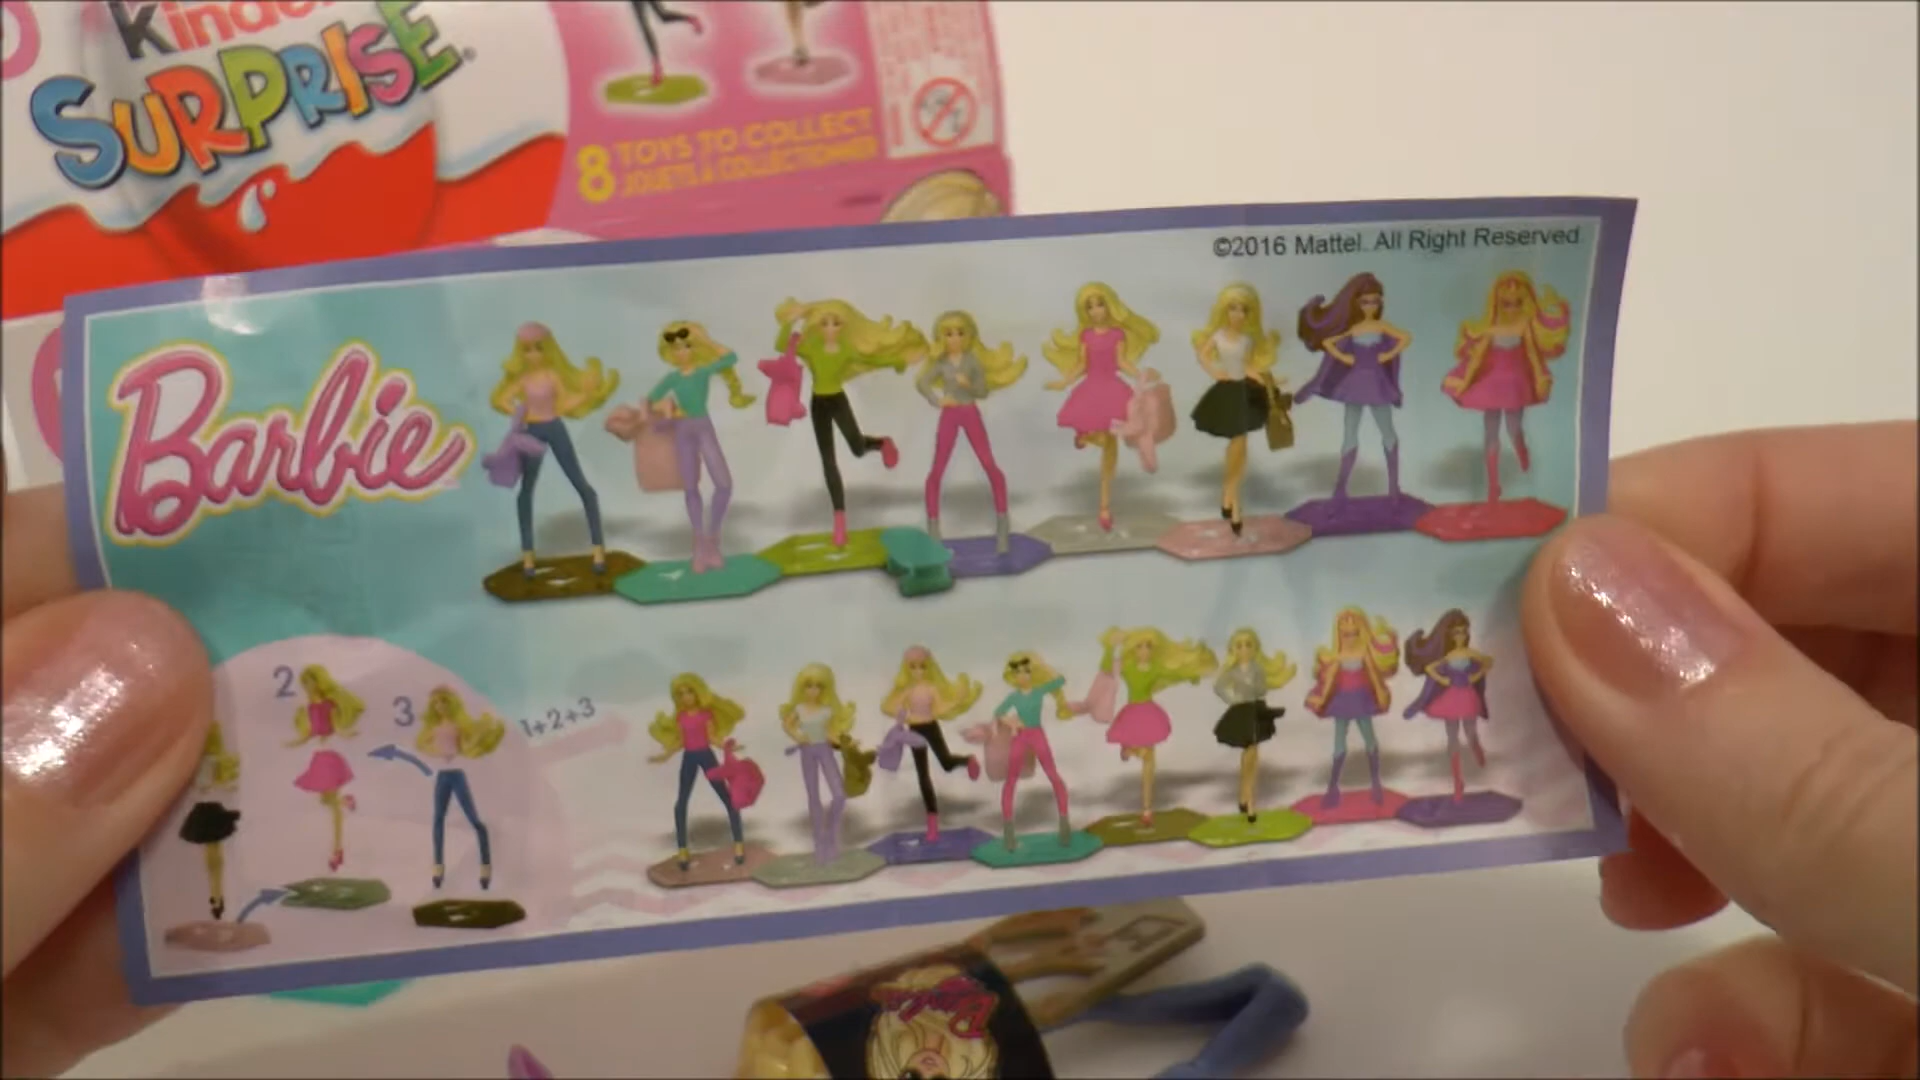 kinder
SURPRISE
8 TOYS TO COLLECT
JOUETS À COLLECTIONNER
©2016 Mattel. All Right Reserved.
Barbie
2
3
1+2+3
Barbie